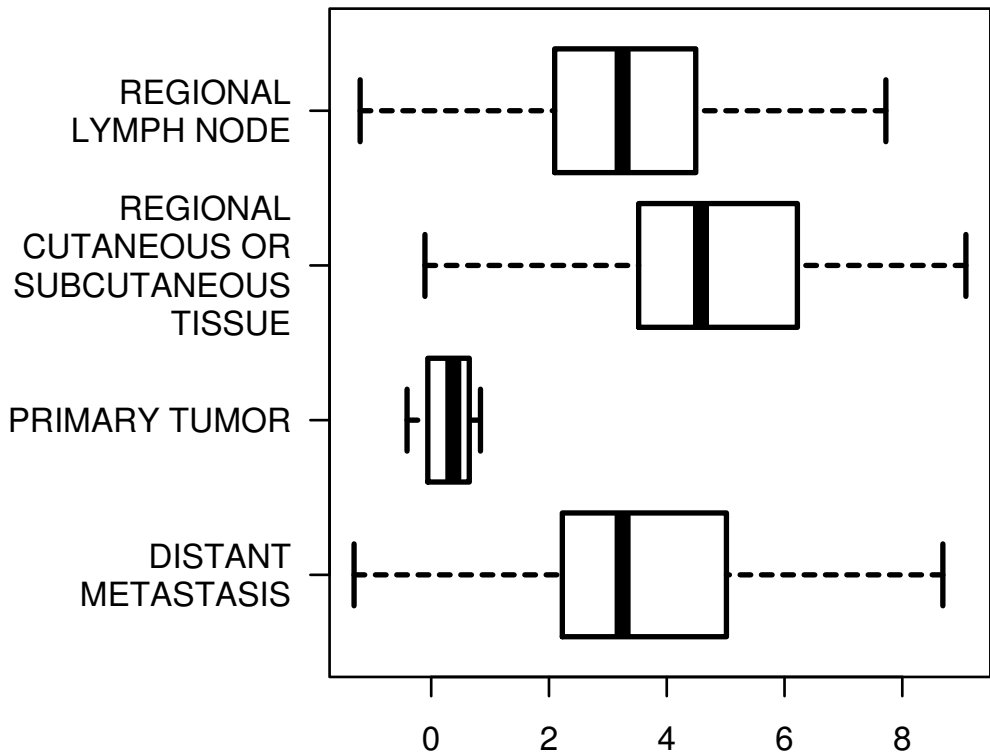 REGIONAL
LYMPH NODE
REGIONAL
CUTANEOUS OR
SUBCUTANEOUS
TISSUE
PRIMARY TUMOR
DISTANT
METASTASIS
0 2 4 6 8